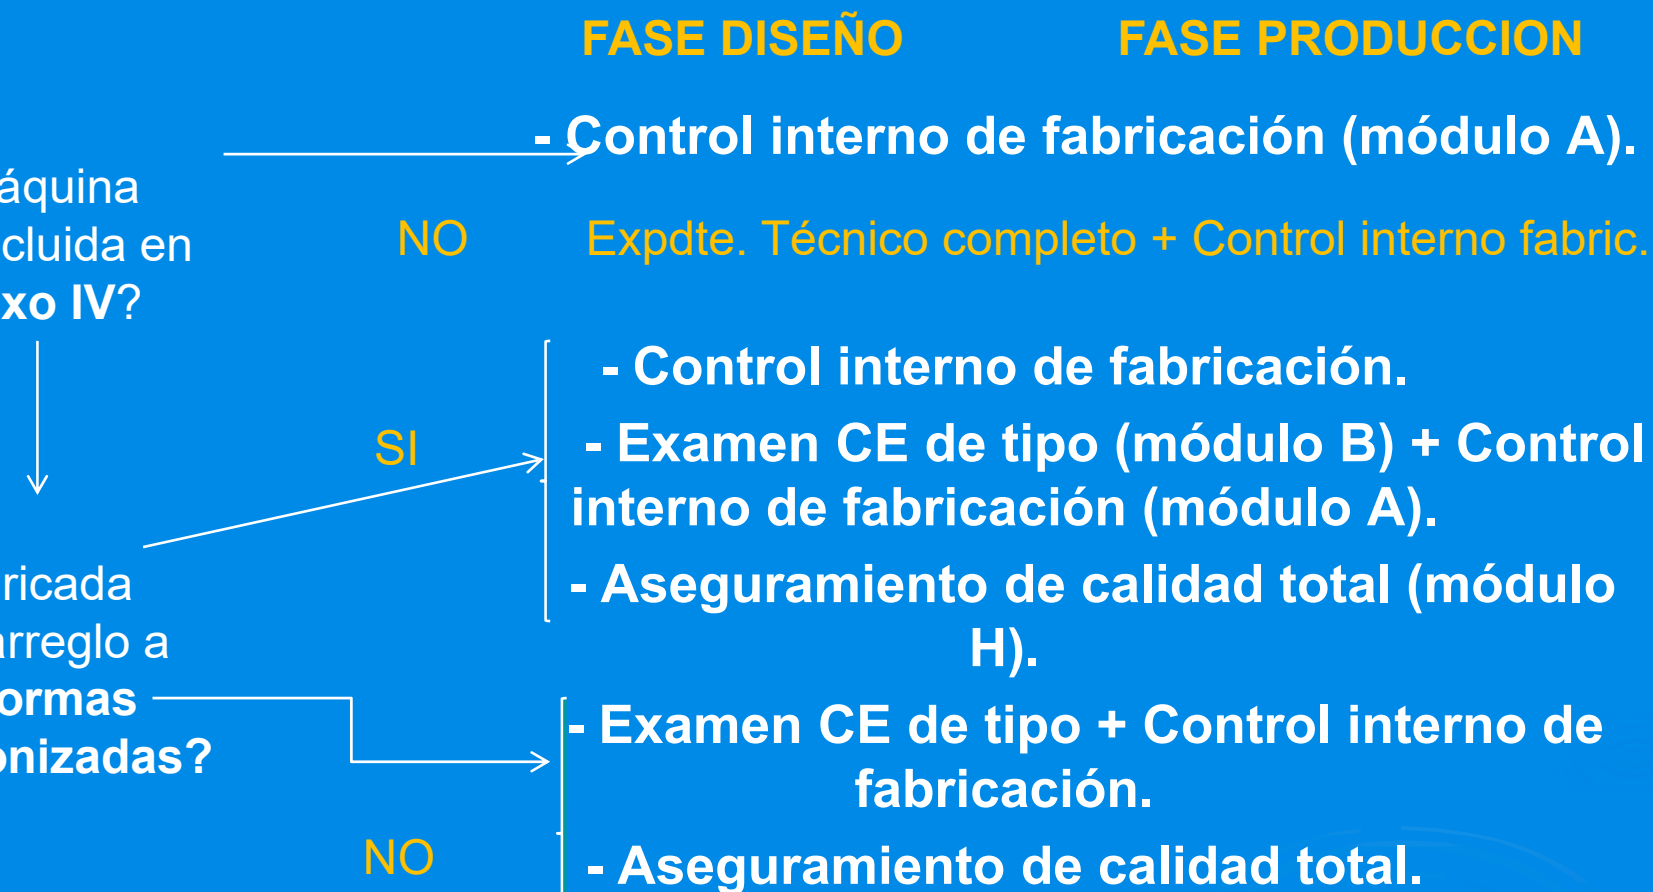 FASE DISEÑO FASE PRODUCCION
- Control interno de fabricación (módulo A).
áquina
cluida en
xo IV?
NO
Expdte. Técnico completo + Control interno fabric.
- Control interno de fabricación.
SI
- Examen CE de tipo (módulo B) + Control
interno de fabricación (módulo A).
- Aseguramiento de calidad total (módulo
H).
ricada
arreglo a
ormas
onizadas?
- Examen CE de tipo + Control interno de
fabricación.
NO
- Aseguramiento de calidad total.